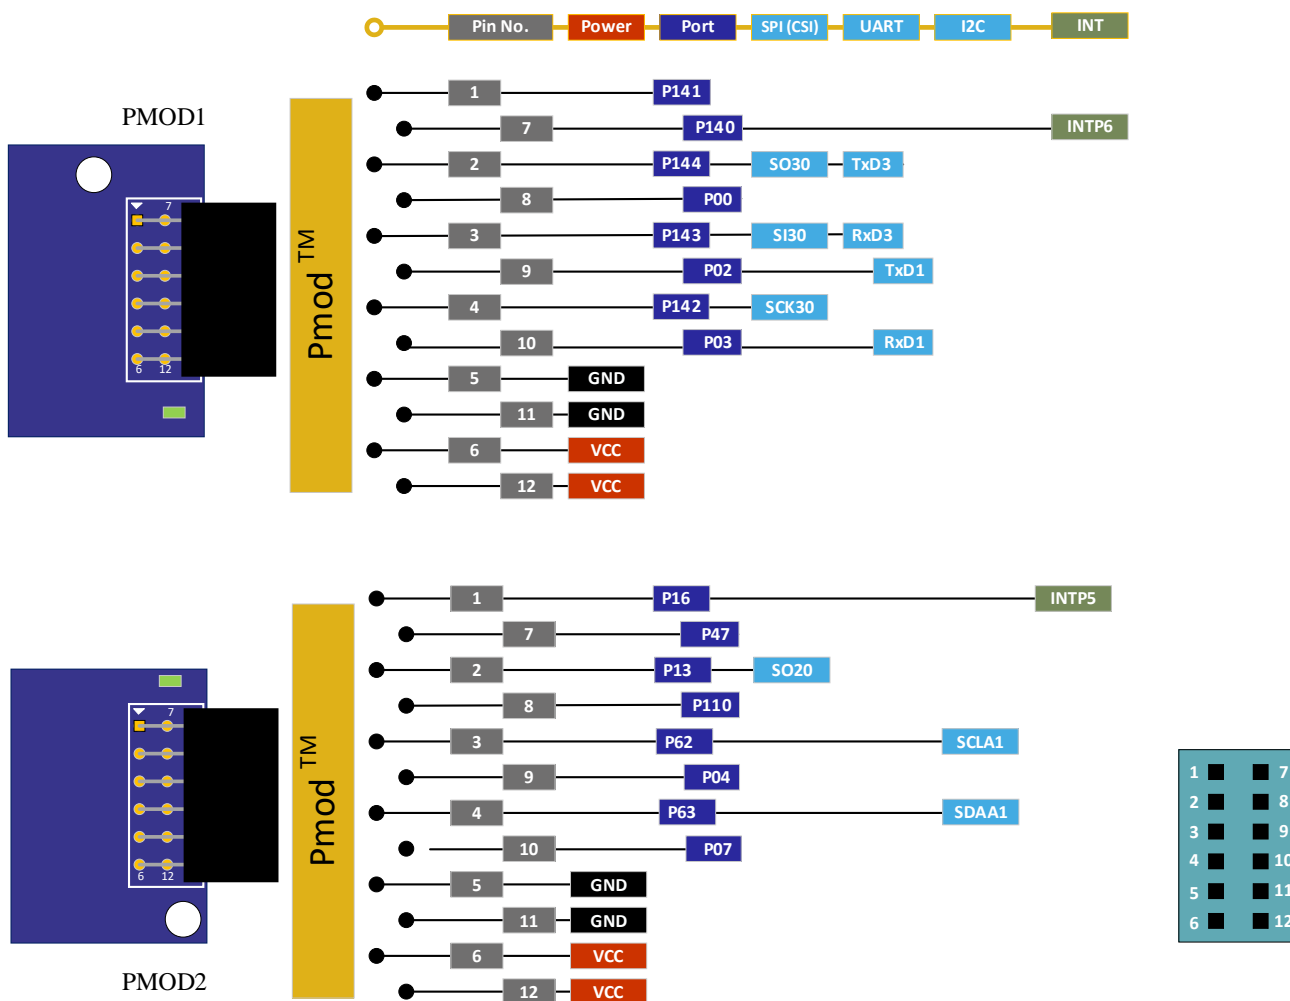 Pin No. Power Port SPI (CSI) UART I2C INT
PMOD1
7
6 12
Pmod TM
1 P141
7 P140 INTP6
2 P144 SO30 TxD3
8 P00
3 P143 SI30 RxD3
9 P02 TxD1
4 P142 SCK30
10 P03 RxD1
5 GND
11 GND
6 VCC
12 VCC
7
6 12
PMOD2
Pmod TM
1 P16 INTP5
7 P47
2 P13 SO20
8 P110
3 P62 SCLA1
9 P04
4 P63 SDAA1
10 P07
5 GND
11 GND
6 VCC
12 VCC
1 7
2 8
3 9
4 10
5 11
6 12